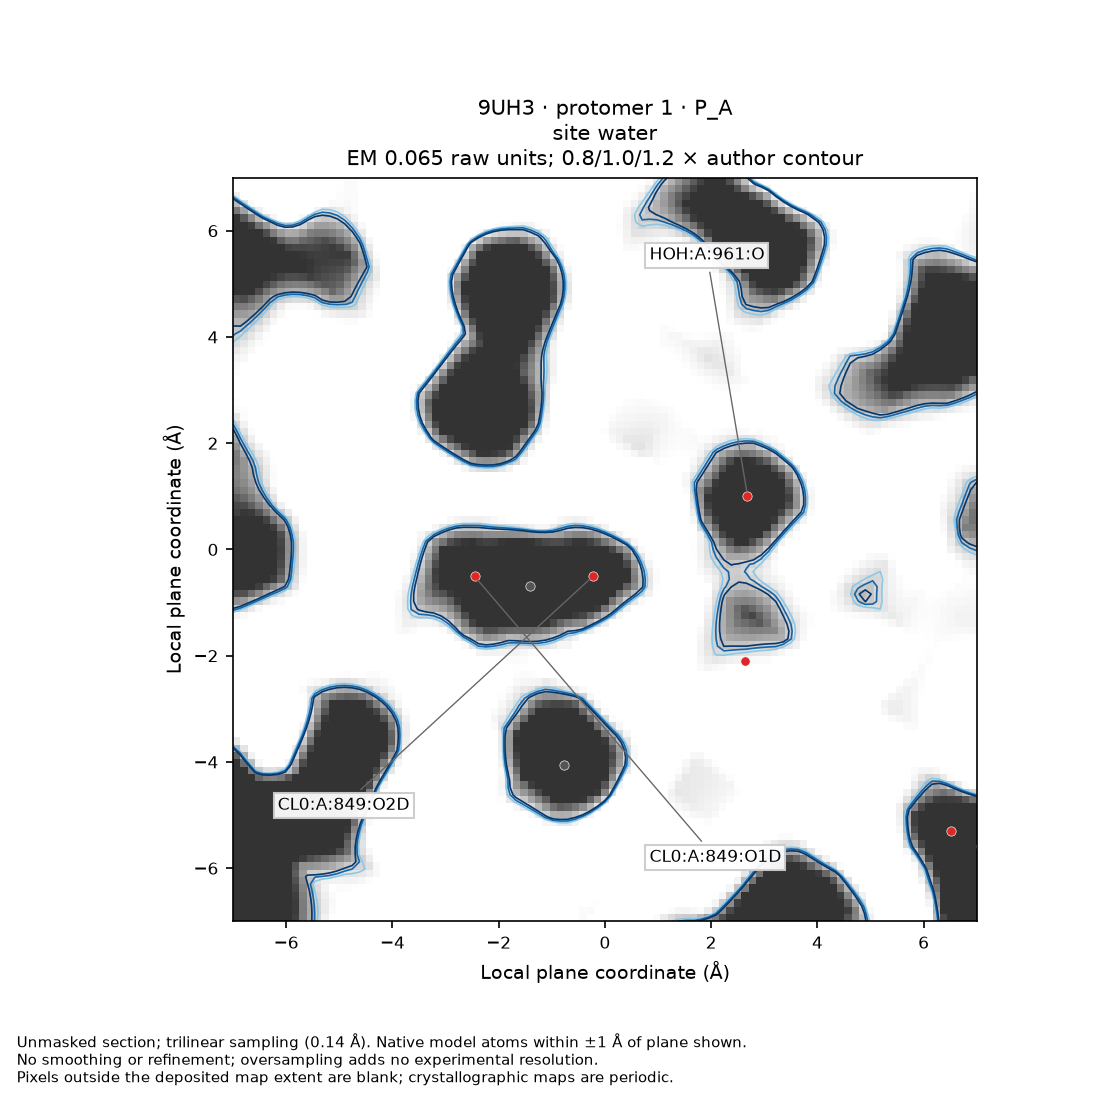 9UH3 · protomer 1 · P_A
site water
EM 0.065 raw units; 0.8/1.0/1.2 × author contour
6
4
2
0
−2
−4
−6
Local plane coordinate (Å)
HOH:A:961:O
CL0:A:849:O2D
CL0:A:849:O1D
−6 −4 −2 0 2 4 6
Local plane coordinate (Å)
Unmasked section; trilinear sampling (0.14 Å). Native model atoms within ±1 Å of plane shown.
No smoothing or refinement; oversampling adds no experimental resolution.
Pixels outside the deposited map extent are blank; crystallographic maps are periodic.